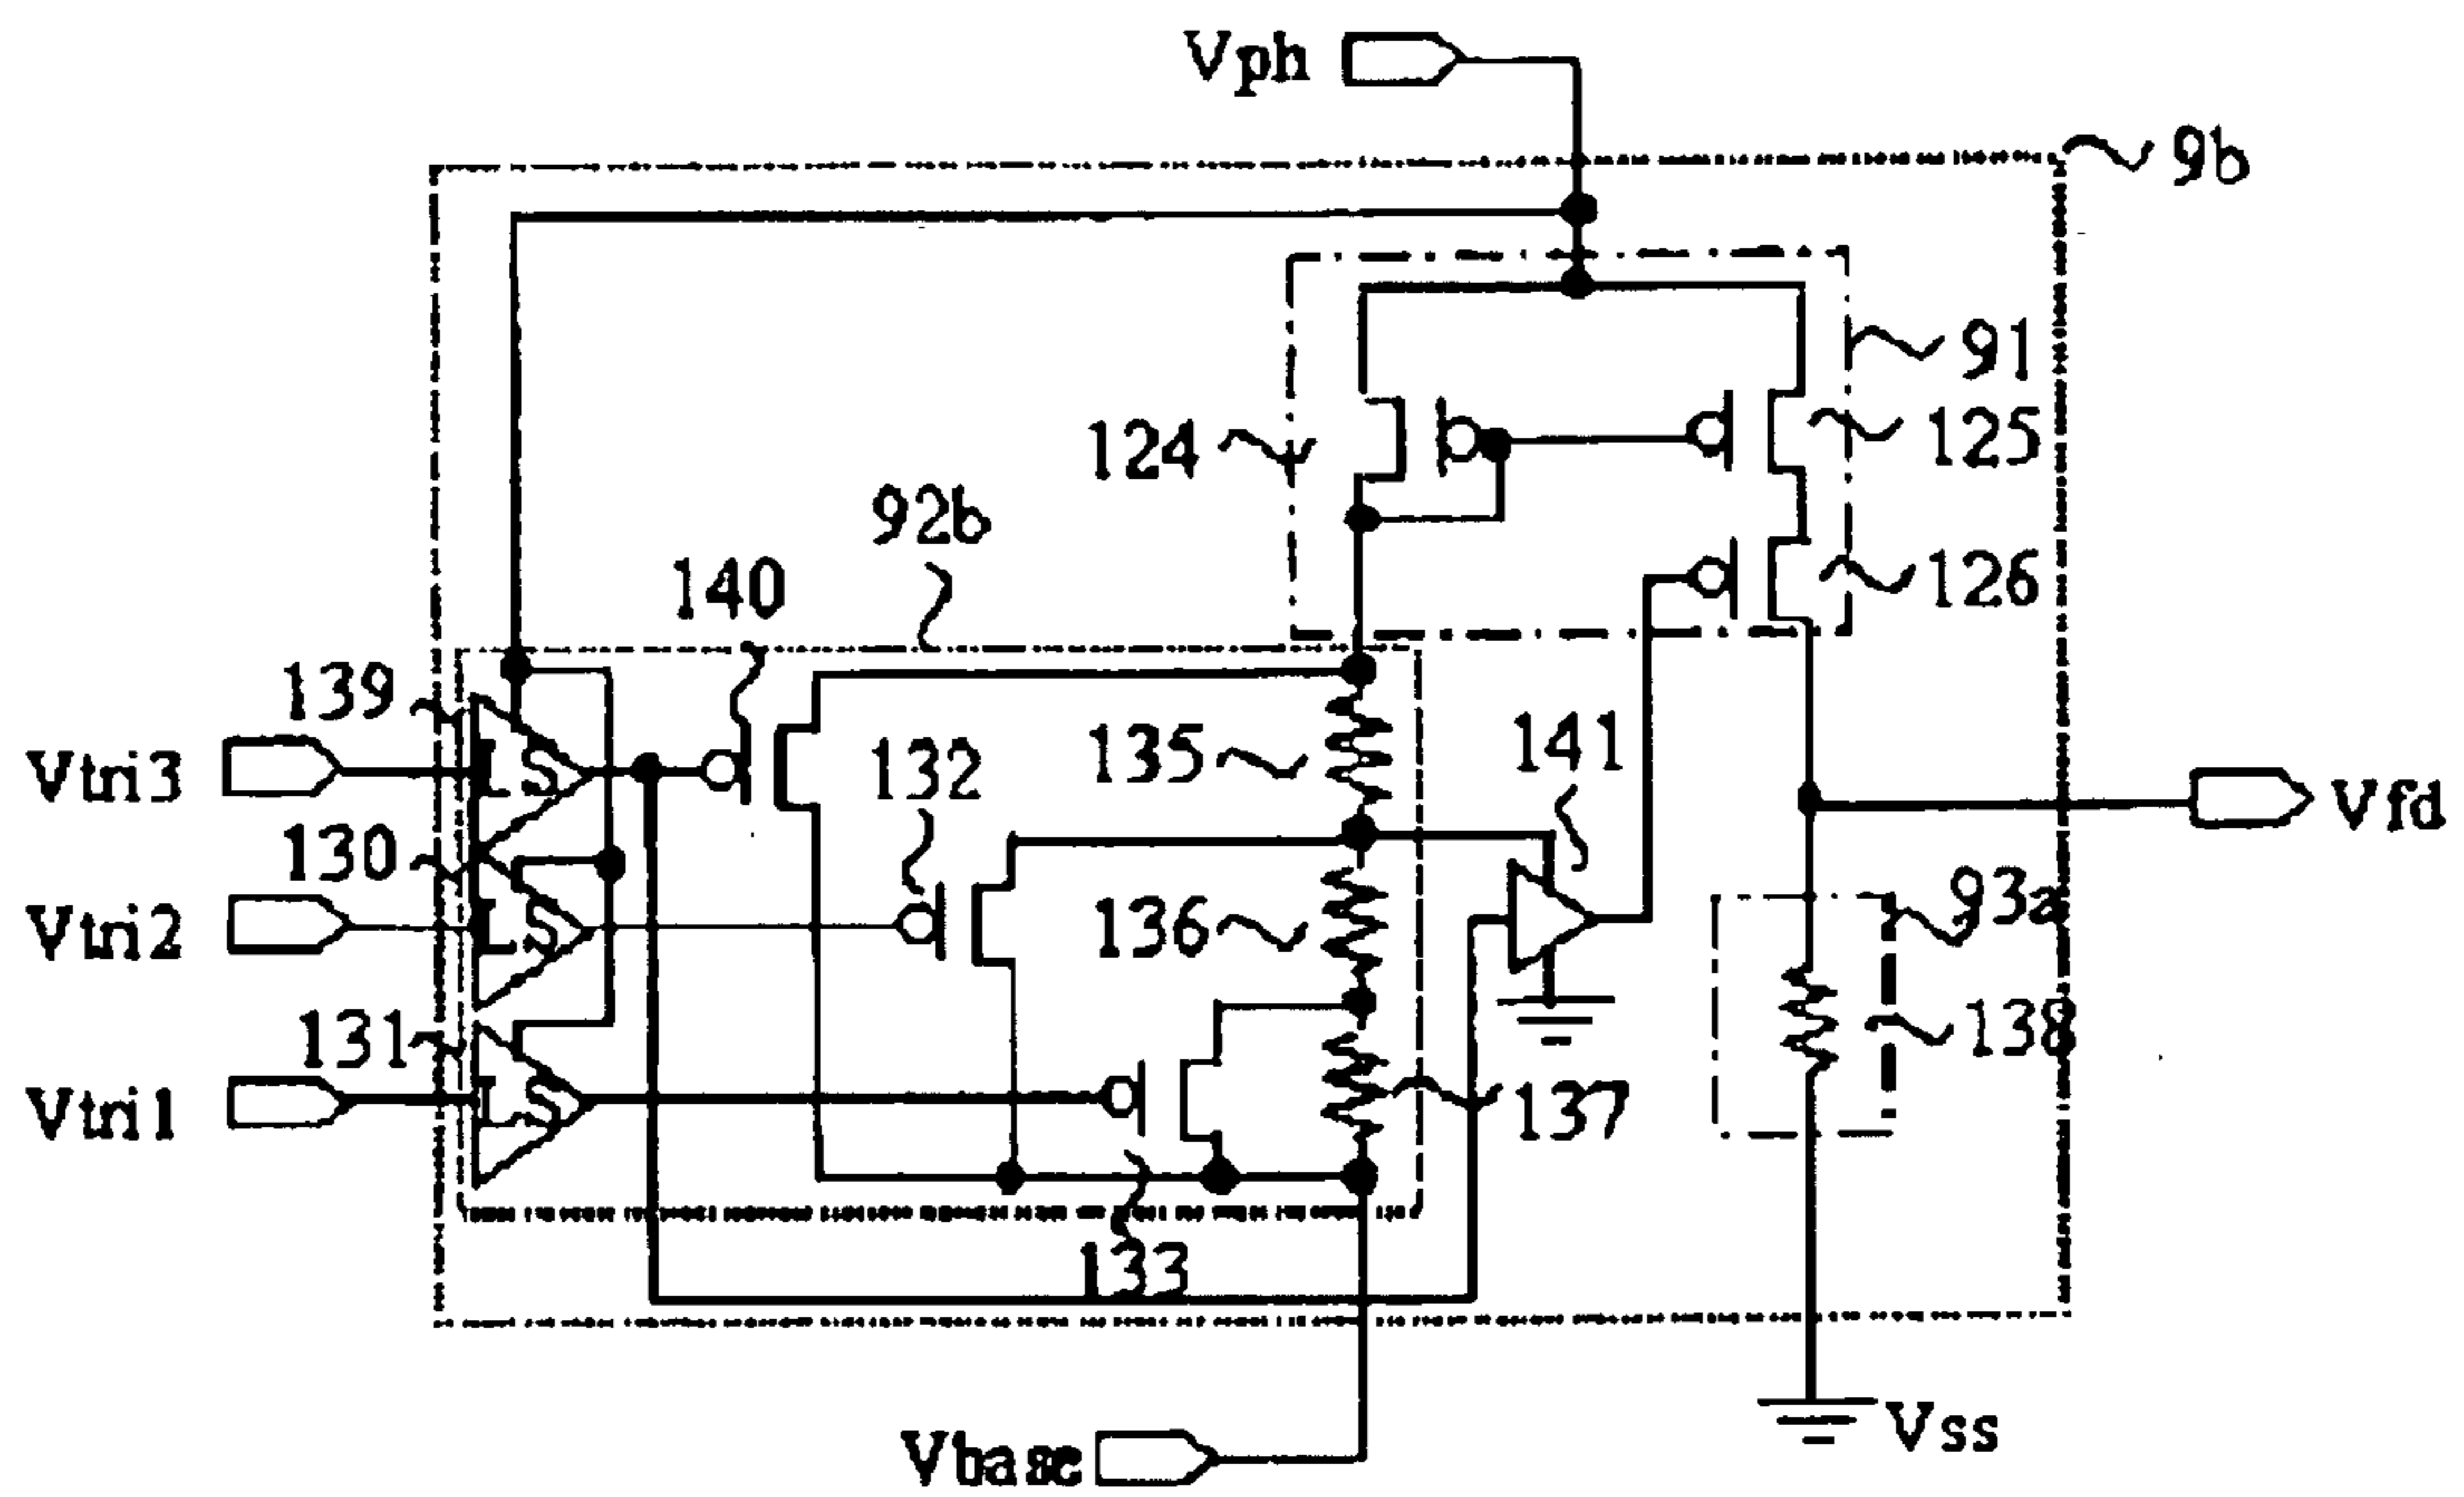 Vph
9b
91
124
125
92b
126
140
139
135
141
132
Vtri3
Vfd
130
93a
Vtri2
136
131
138
Vtri1
137
133
Vss
Vbase
LS
LS
LS